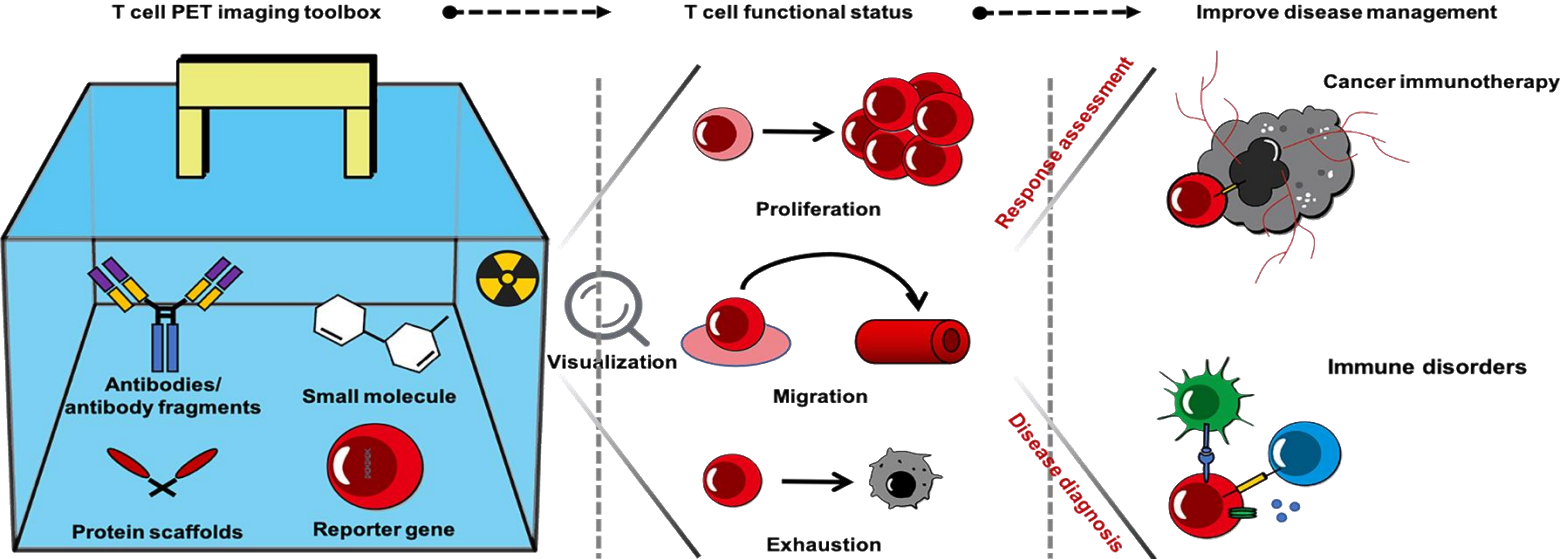 T cell PET imaging toolbox
T cell functional status
Improve disease management
Antibodies/
antibody fragments
Small molecule
Protein scaffolds
Reporter gene
Visualization
Proliferation
Migration
Exhaustion
Response assessment
Disease diagnosis
Cancer immunotherapy
Immune disorders